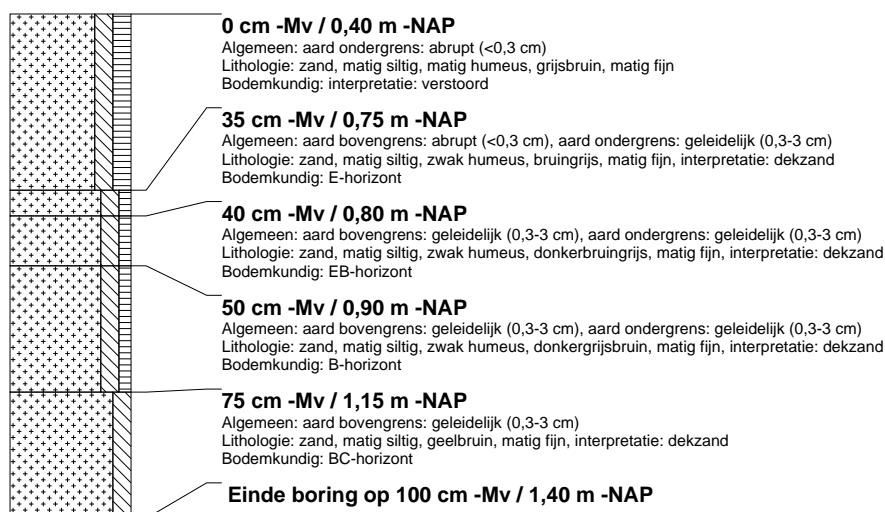 0 cm -Mv / 0,40 m -NAP
Algemeen: aard ondergrens: abrupt (<0,3 cm)
Lithologie: zand, matig siltig, matig humeus, grijsbruin, matig fijn
Bodemkundig: interpretatie: verstoord
35 cm -Mv / 0,75 m -NAP
Algemeen: aard bovengrens: abrupt (<0,3 cm), aard ondergrens: geleidelijk (0,3-3 cm)
Lithologie: zand, matig siltig, zwak humeus, bruingrijs, matig fijn, interpretatie: dekzand
Bodemkundig: E-horizont
40 cm -Mv / 0,80 m -NAP
Algemeen: aard bovengrens: geleidelijk (0,3-3 cm), aard ondergrens: geleidelijk (0,3-3 cm)
Lithologie: zand, matig siltig, zwak humeus, donkerbruingrijs, matig fijn, interpretatie: dekzand
Bodemkundig: EB-horizont
50 cm -Mv / 0,90 m -NAP
Algemeen: aard bovengrens: geleidelijk (0,3-3 cm), aard ondergrens: geleidelijk (0,3-3 cm)
Lithologie: zand, matig siltig, zwak humeus, donkergrijsbruin, matig fijn, interpretatie: dekzand
Bodemkundig: B-horizont
75 cm -Mv / 1,15 m -NAP
Algemeen: aard bovengrens: geleidelijk (0,3-3 cm)
Lithologie: zand, matig siltig, geelbruin, matig fijn, interpretatie: dekzand
Bodemkundig: BC-horizont
Einde boring op 100 cm -Mv / 1,40 m -NAP